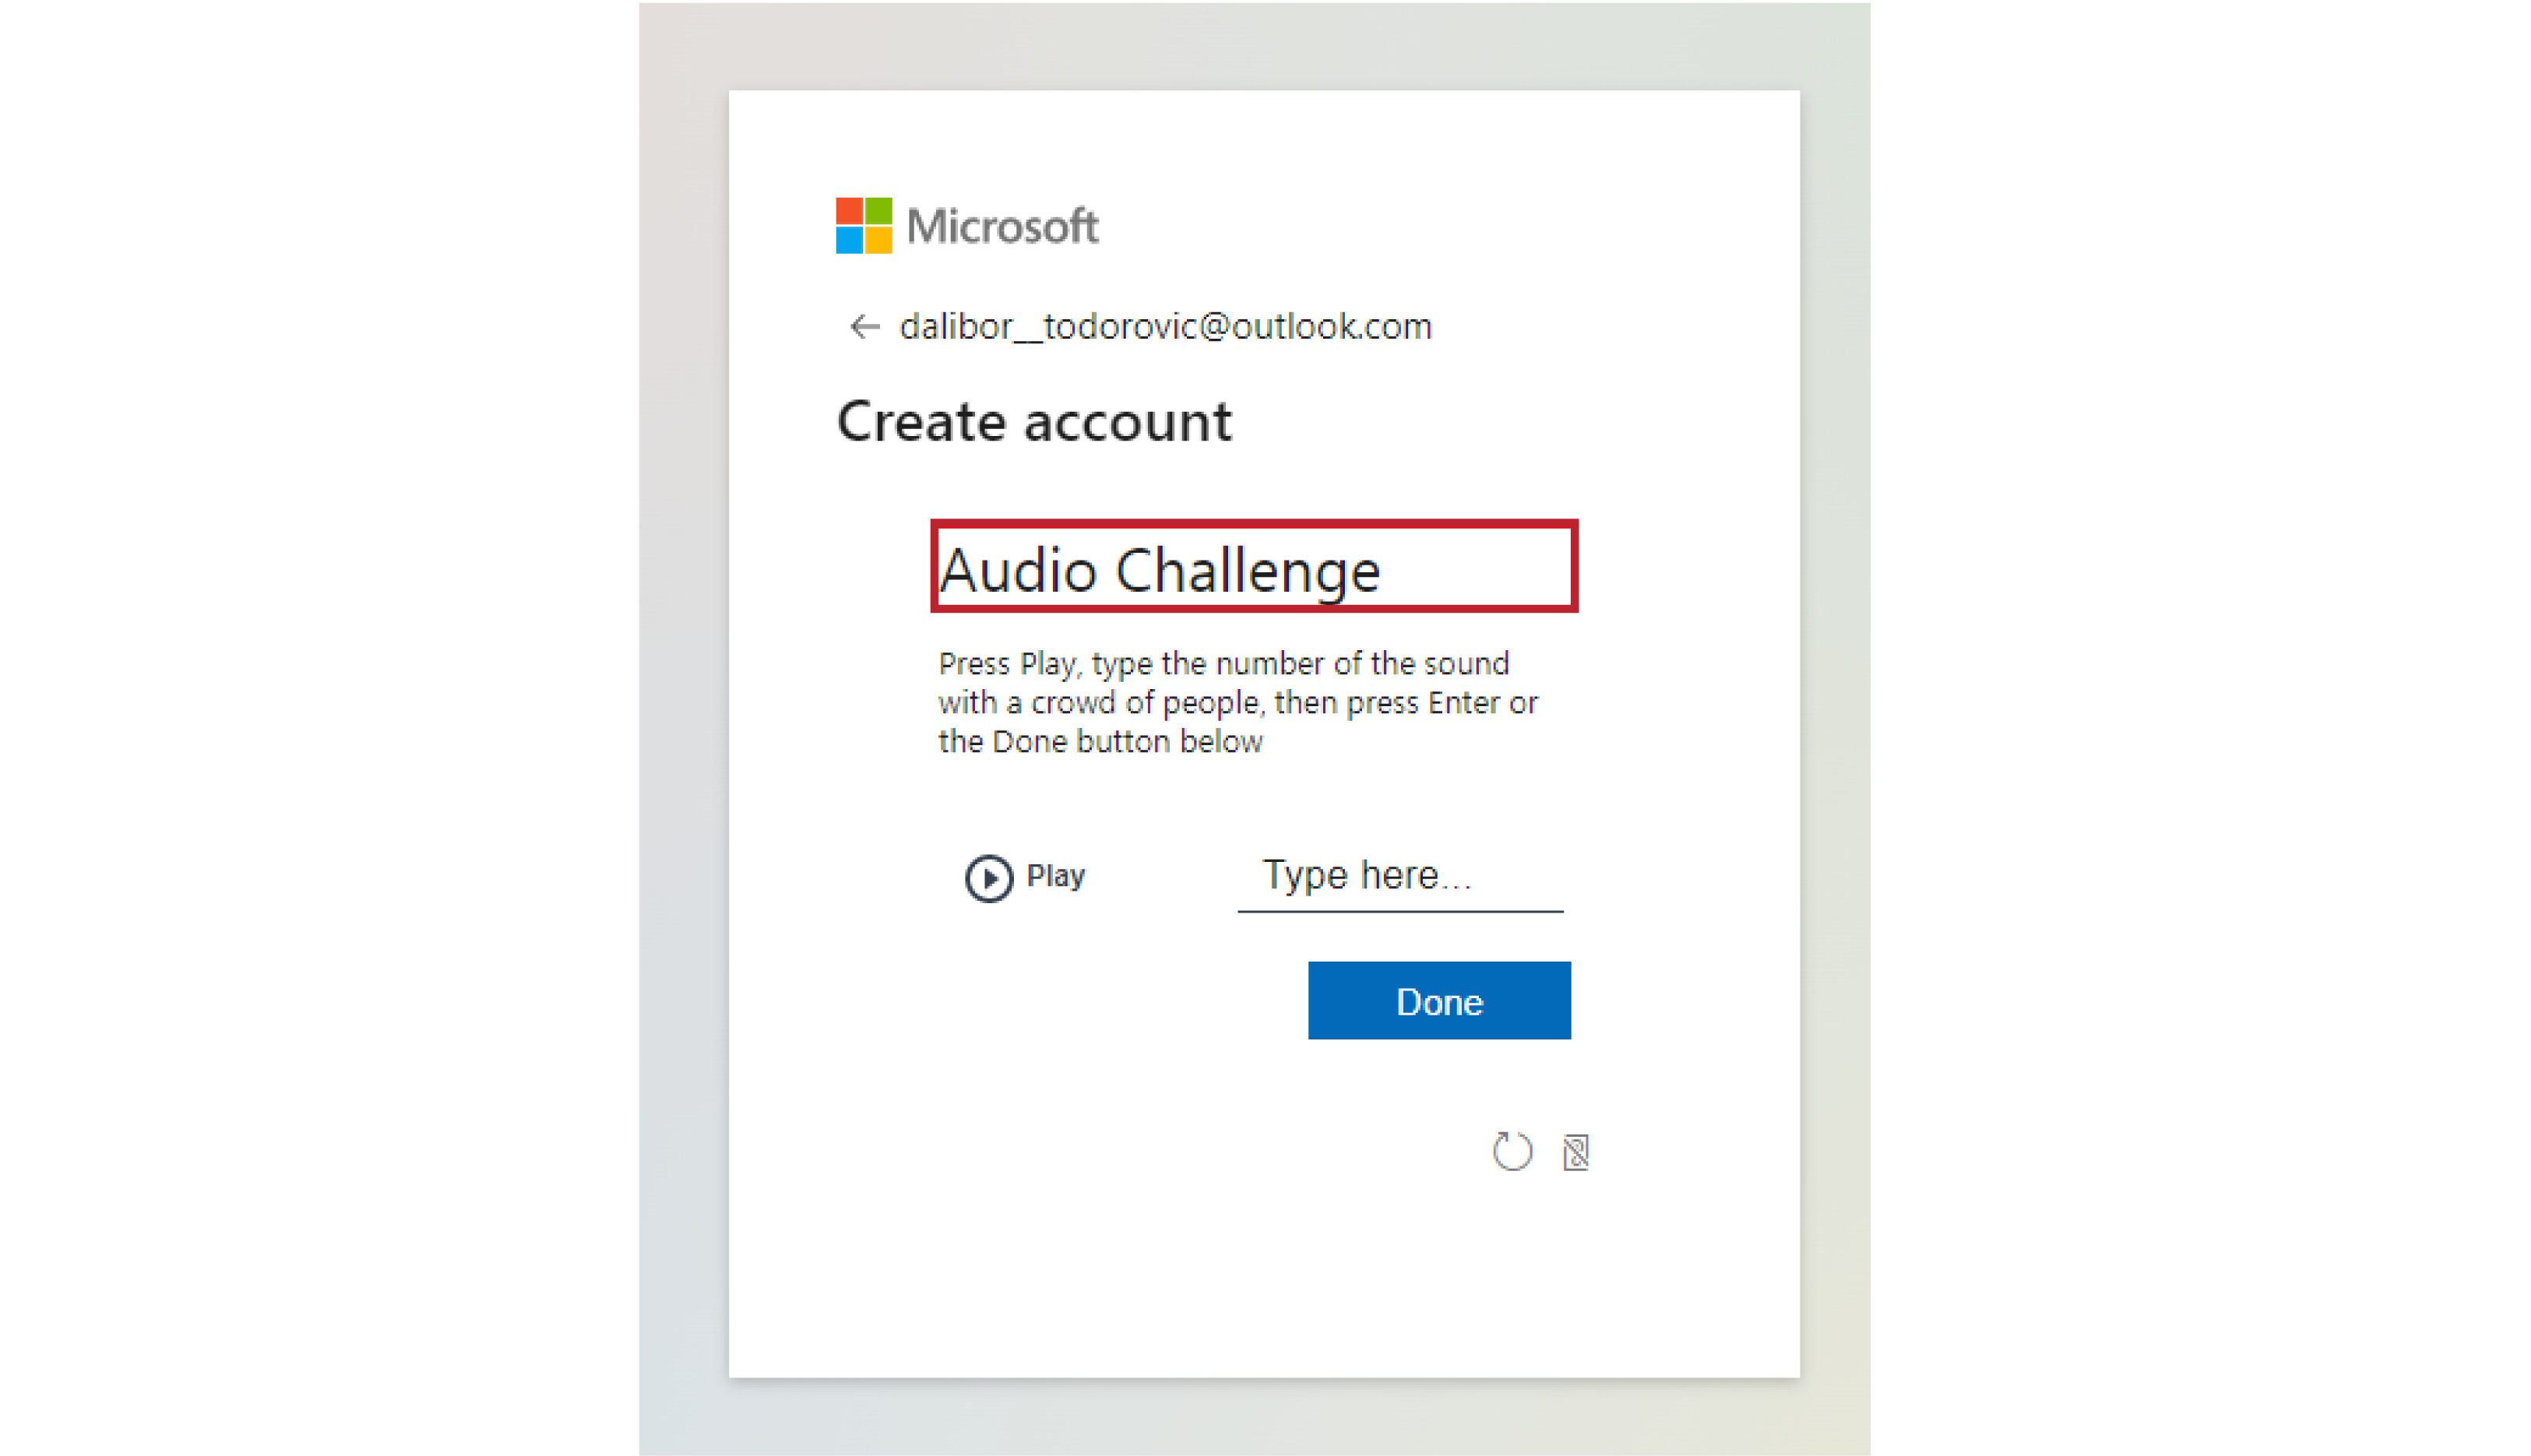 Microsoft
dalibor__todorovic@outlook.com
Create account
Audio Challenge
Press Play, type the number of the sound
with a crowd of people, then press Enter or
the Done button below
Play
Type here...
Done